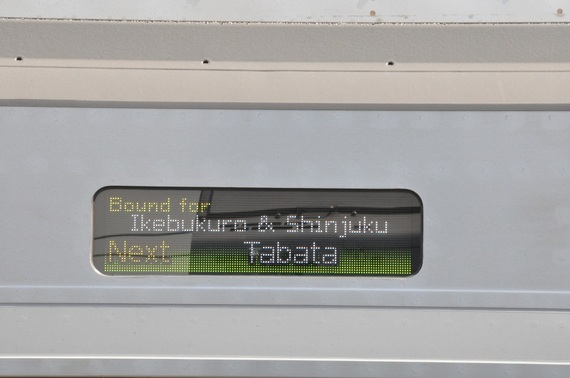 Bound for
Ikebukuro & Shinjuku
Next Tabata